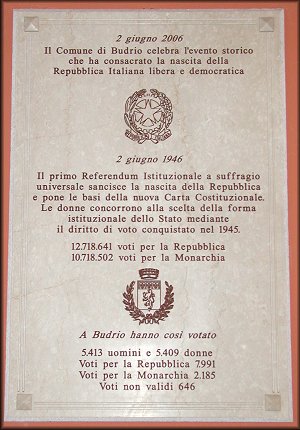 2 giugno 2006
Il Comune di Budrio celebra l'evento storico
che ha consacrato la nascita della
Repubblica Italiana libera e democratica
2 giugno 1946
Il primo Referendum Istituzionale a suffragio
universale sancisce la nascita della Repubblica
e pone le basi della nuova Carta Costituzionale.
Le donne concorrono alla scelta della forma
istituzionale dello Stato mediante
il diritto di voto conquistato nel 1945.
12.718.641 voti per la Repubblica
10.718.502 voti per la Monarchia
A Budrio hanno così votato
5.413 uomini e 5.409 donne
Voti per la Repubblica 7.991
Voti per la Monarchia 2.185
Voti non validi 646